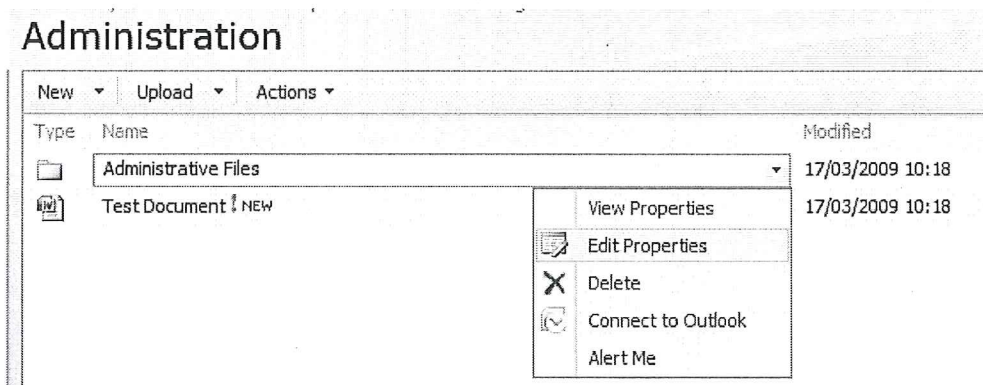 Administration
New Upload Actions
Type Name Modified
Administrative Files 17/03/2009 10:18
Test Document ! NEW 17/03/2009 10:18
View Properties
Edit Properties
Delete
Connect to Outlook
Alert Me